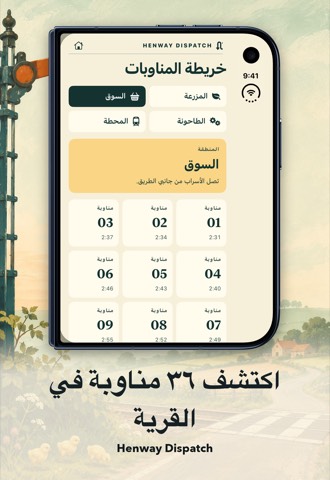 HENWAY DISPATCH
9:41
خريطة المناوبات
المزرعة
السوق
الطاحونة
المحطة
المنطقة
السوق
تصل الأسراب من جانبي الطريق.
مناوبة
01
2:31
مناوبة
02
2:34
مناوبة
03
2:37
مناوبة
04
2:40
مناوبة
05
2:43
مناوبة
06
2:46
مناوبة
07
2:49
مناوبة
08
2:52
مناوبة
09
2:55
اكتشف ٣٦ مناوبة في
القرية
Henway Dispatch